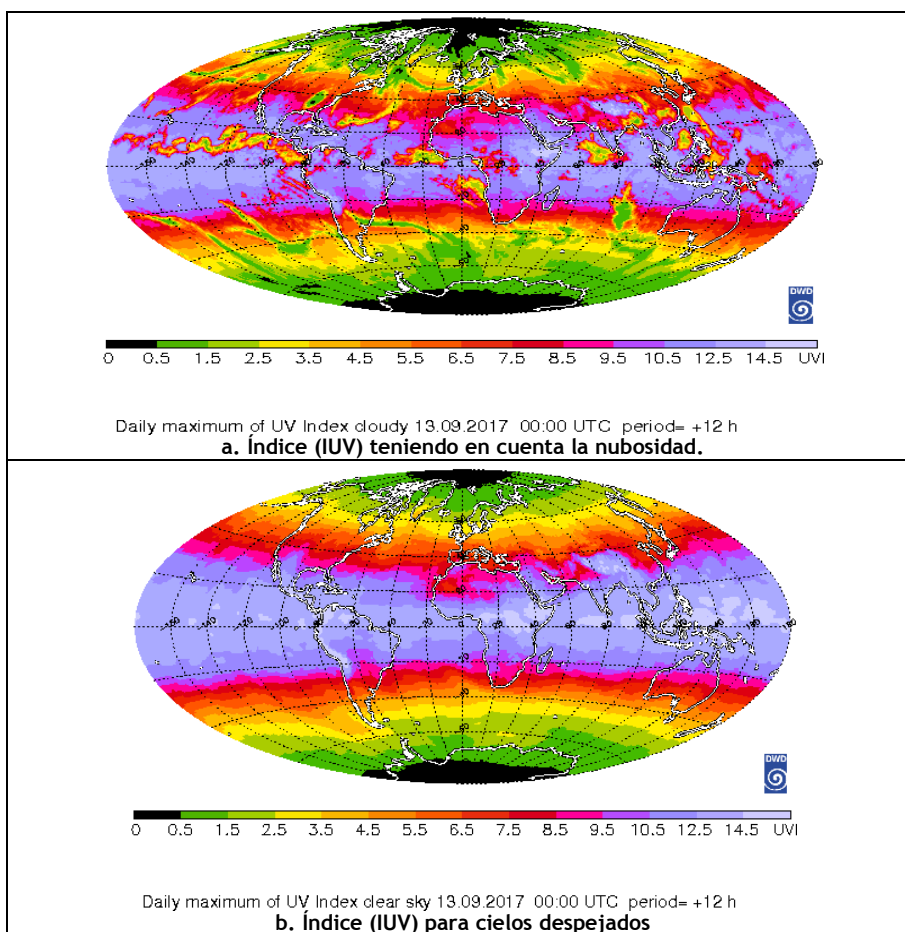 DWD
0 0.5 1.5 2.5 3.5 4.5 5.5 6.5 7.5 8.5 9.5 10.5 12.5 14.5 UVI
Daily maximum of UV Index cloudy 13.09.2017 00:00 UTC period= +12 h
a. Índice (IUV) teniendo en cuenta la nubosidad.
DWD
0 0.5 1.5 2.5 3.5 4.5 5.5 6.5 7.5 8.5 9.5 10.5 12.5 14.5 UVI
Daily maximum of UV Index clear sky 13.09.2017 00:00 UTC period= +12 h
b. Índice (IUV) para cielos despejados